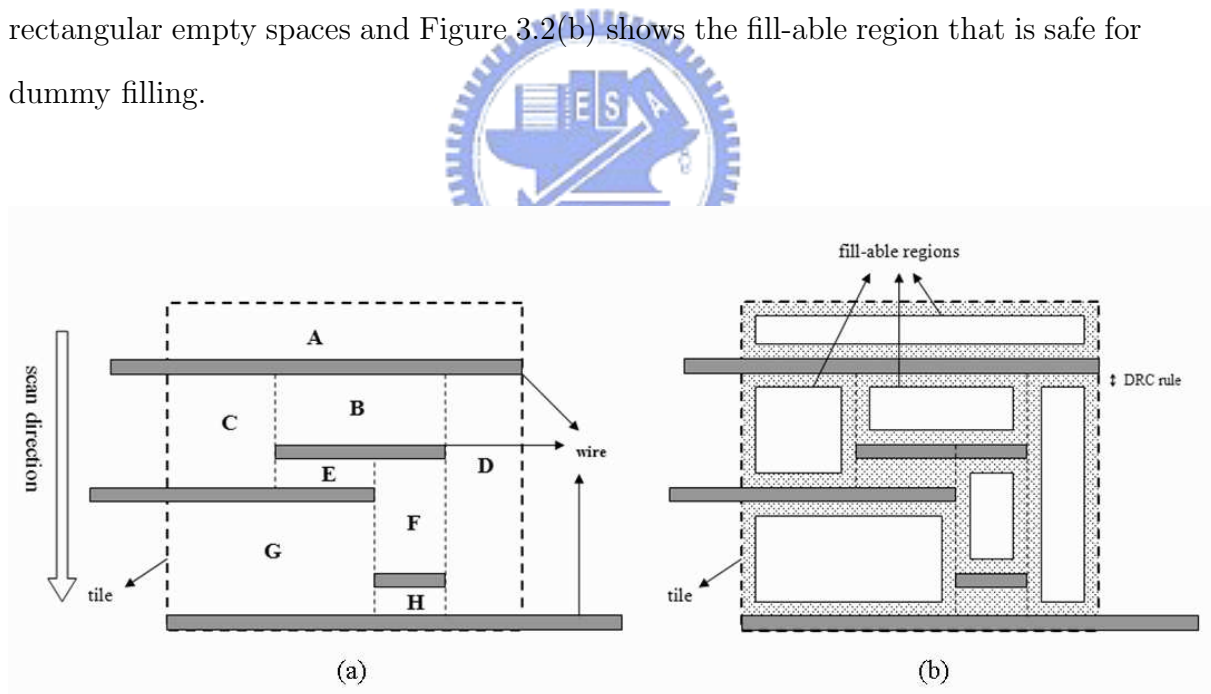 rectangular empty spaces and Figure 3.2(b) shows the fill-able region that is safe for
dummy filling.
E S A
fill-able regions
A
scan direction
DRC rule
B
C
wire
D
E
F
G
tile
H
tile
(a)
(b)